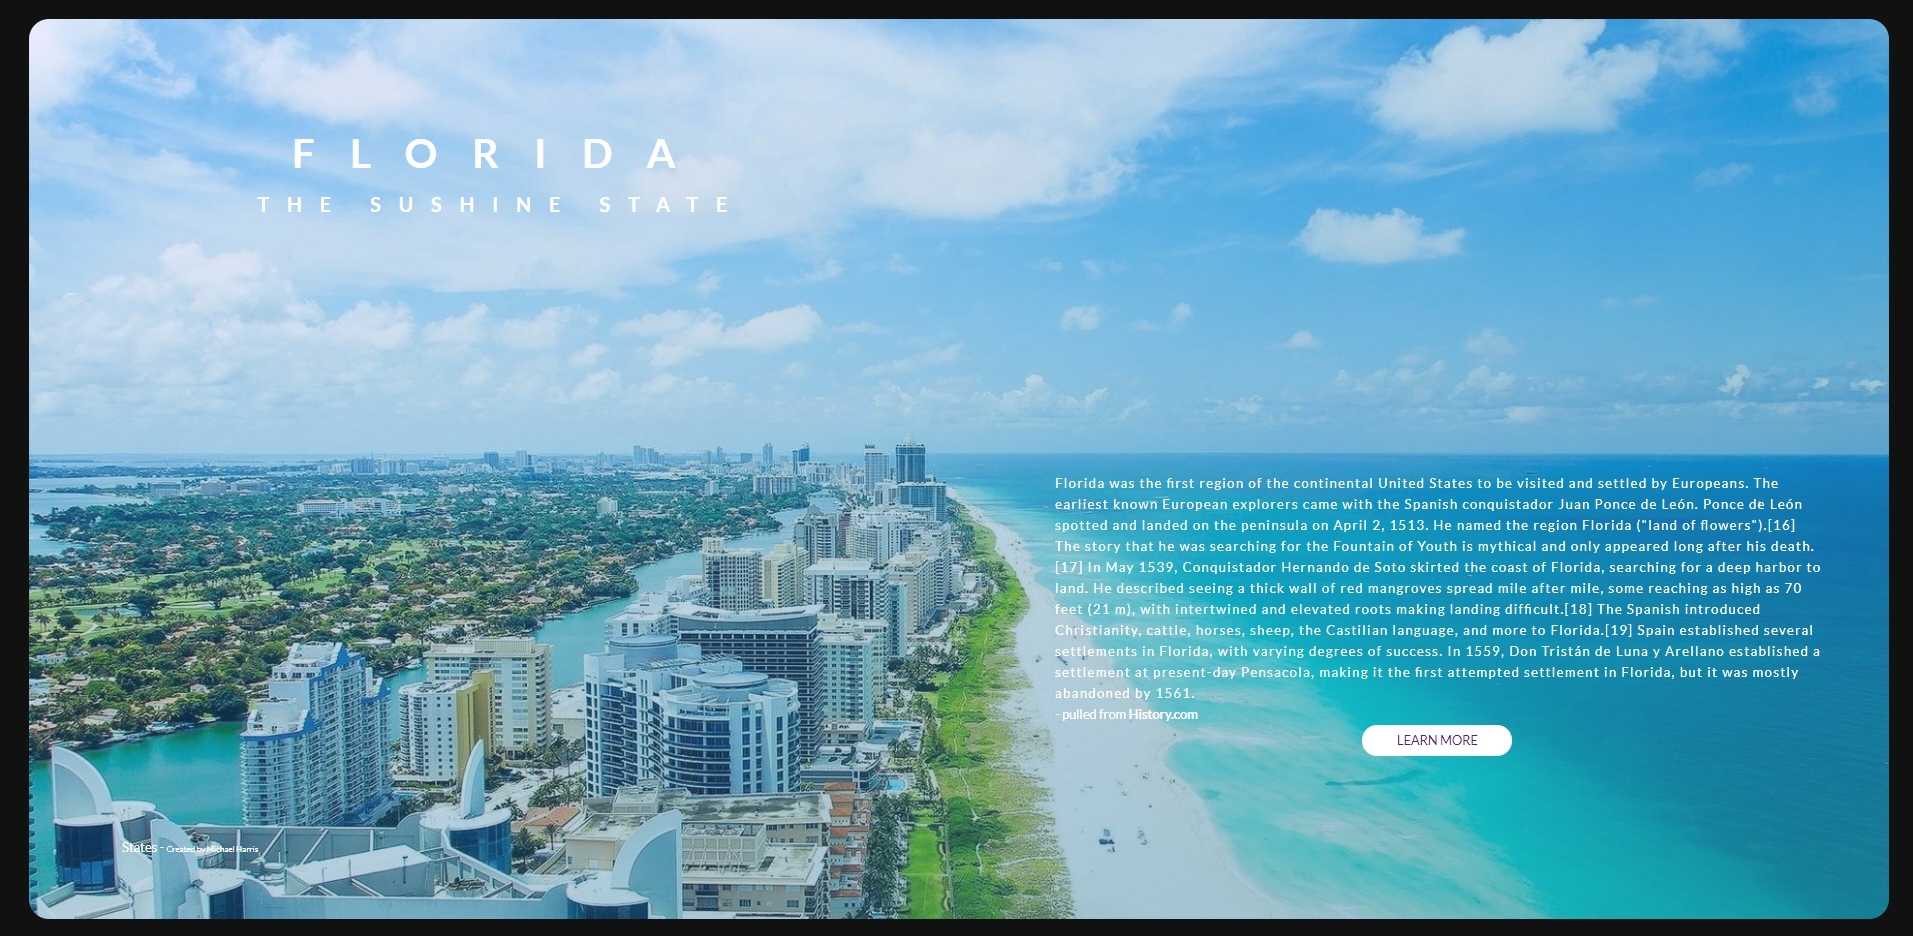 FLORIDA
THE SUSHINE STATE
Florida was the first region of the continental United States to be visited and settled by Europeans. The
earliest known European explorers came with the Spanish conquistador Juan Ponce de León. Ponce de León
spotted and landed on the peninsula on April 2, 1513. He named the region Florida ("land of flowers").[16]
The story that he was searching for the Fountain of Youth is mythical and only appeared long after his death.
[17] In May 1539, Conquistador Hernando de Soto skirted the coast of Florida, searching for a deep harbor to
land. He described seeing a thick wall of red mangroves spread mile after mile, some reaching as high as 70
feet (21 m), with intertwined and elevated roots making landing difficult.[18] The Spanish introduced
Christianity, cattle, horses, sheep, the Castilian language, and more to Florida.[19] Spain established several
settlements in Florida, with varying degrees of success. In 1559, Don Tristán de Luna y Arellano established a
settlement at present-day Pensacola, making it the first attempted settlement in Florida, but it was mostly
abandoned by 1561.
- pulled from History.com
LEARN MORE
States - Created by Michael Harris